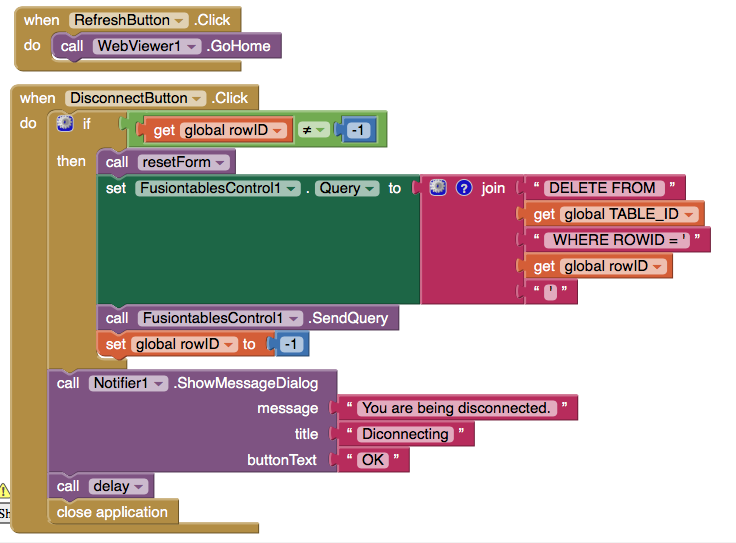 when RefreshButton .Click
do call WebViewer1 .GoHome
when DisconnectButton .Click
do if get global rowID ≠ -1
then call resetForm
set FusiontablesControl1 . Query to ? join “ DELETE FROM ”
get global TABLE_ID
“ WHERE ROWID = ' ”
get global rowID
“ ' ”
call FusiontablesControl1 .SendQuery
set global rowID to -1
call Notifier1 .ShowMessageDialog
message “ You are being disconnected. ”
title “ Diconnecting ”
buttonText “ OK ”
call delay
! close application
Sh